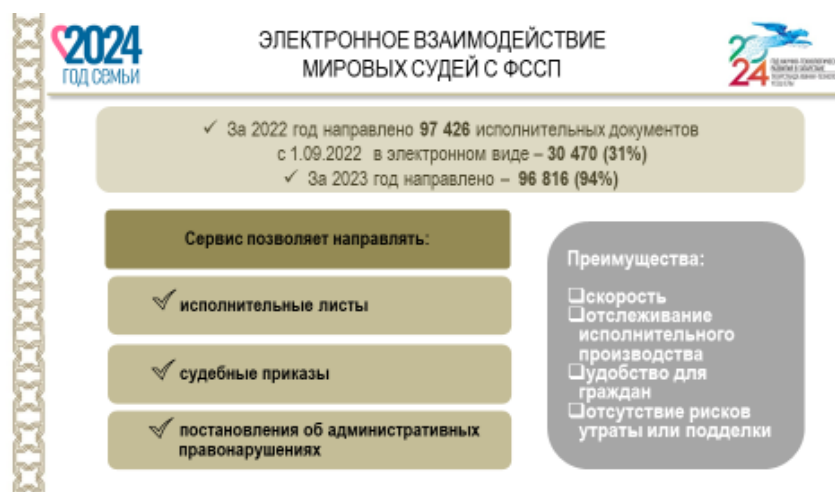 2024
ГОД СЕМЬИ
ЭЛЕКТРОННОЕ ВЗАИМОДЕЙСТВИЕ
МИРОВЫХ СУДЕЙ С ФССП
20
24
✓ За 2022 год направлено 97 426 исполнительных документов
с 1.09.2022 в электронном виде – 30 470 (31%)
✓ За 2023 год направлено – 96 816 (94%)
Сервис позволяет направлять:
исполнительные листы
судебные приказы
постановления об административных
правонарушениях
Преимущества:
скорость
отслеживание
исполнительного
производства
удобство для
граждан
отсутствие рисков
утраты или подделки